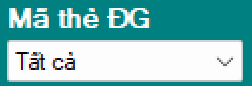 Mã thẻ ĐG
Tất cả